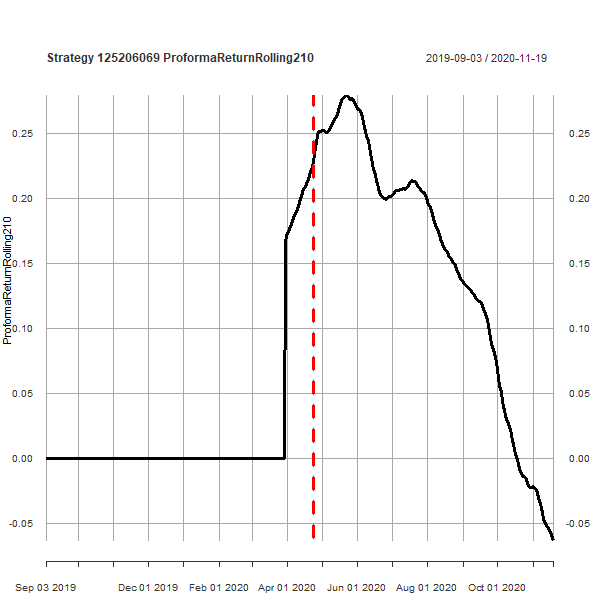 Strategy 125206069 ProformaReturnRolling210
2019-09-03 / 2020-11-19
ProformaReturnRolling210
0.25 0.25
0.20 0.20
0.15 0.15
0.10 0.10
0.05 0.05
0.00 0.00
-0.05 -0.05
Sep 03 2019 Dec 01 2019 Feb 01 2020 Apr 01 2020 Jun 01 2020 Aug 01 2020 Oct 01 2020